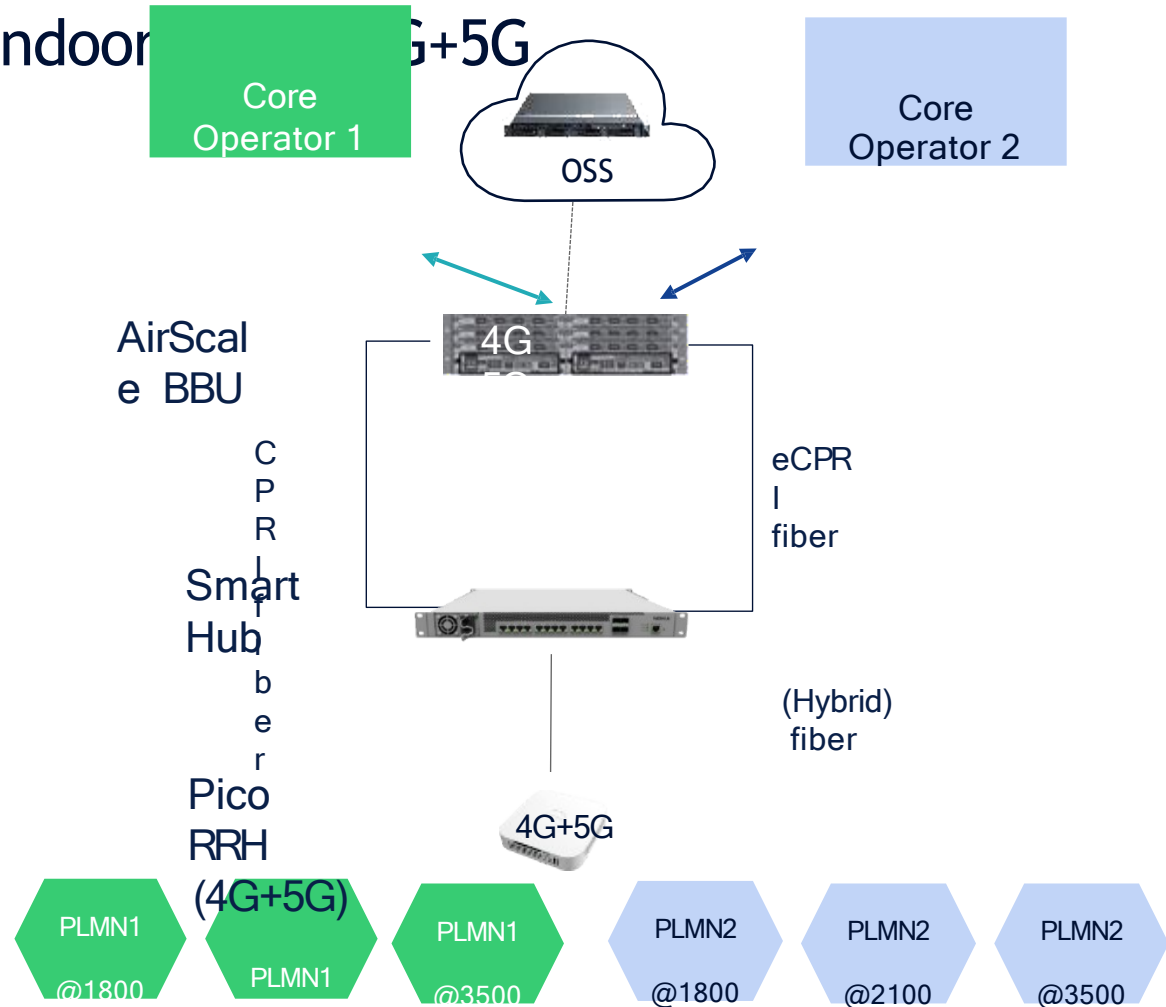 ndoor G+5G
Core
Operator 1
OSS
Core
Operator 2
4G
5G
AirScal
e BBU
C
P
R
I
f
i
b
e
r
eCPR
I
fiber
Smart
Hub
(Hybrid)
fiber
Pico
RRH
(4G+5G)
4G+5G
PLMN1
@1800
PLMN1
PLMN1
@3500
PLMN2
@1800
PLMN2
@2100
PLMN2
@3500